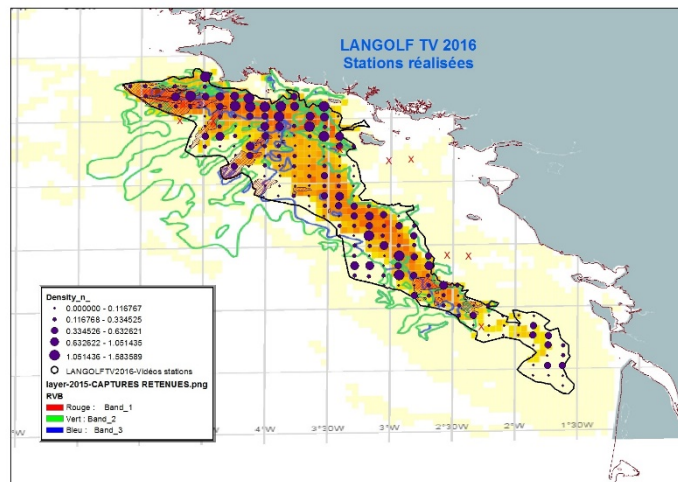 LANGOLF TV 2016
Stations réalisées
Density_n_
0.000000 - 0.116767
0.116768 - 0.334525
0.334526 - 0.632621
0.632622 - 1.051435
1.051436 - 1.583589
LANGOLFTV2016-Vidéos stations
layer-2015-CAPTURES RETENUES.png
RVB
Rouge : Band_1
Vert : Band_2
Bleu : Band_3
4°W 3°30'W 3°W 2°30'W 2°W 1°30'W